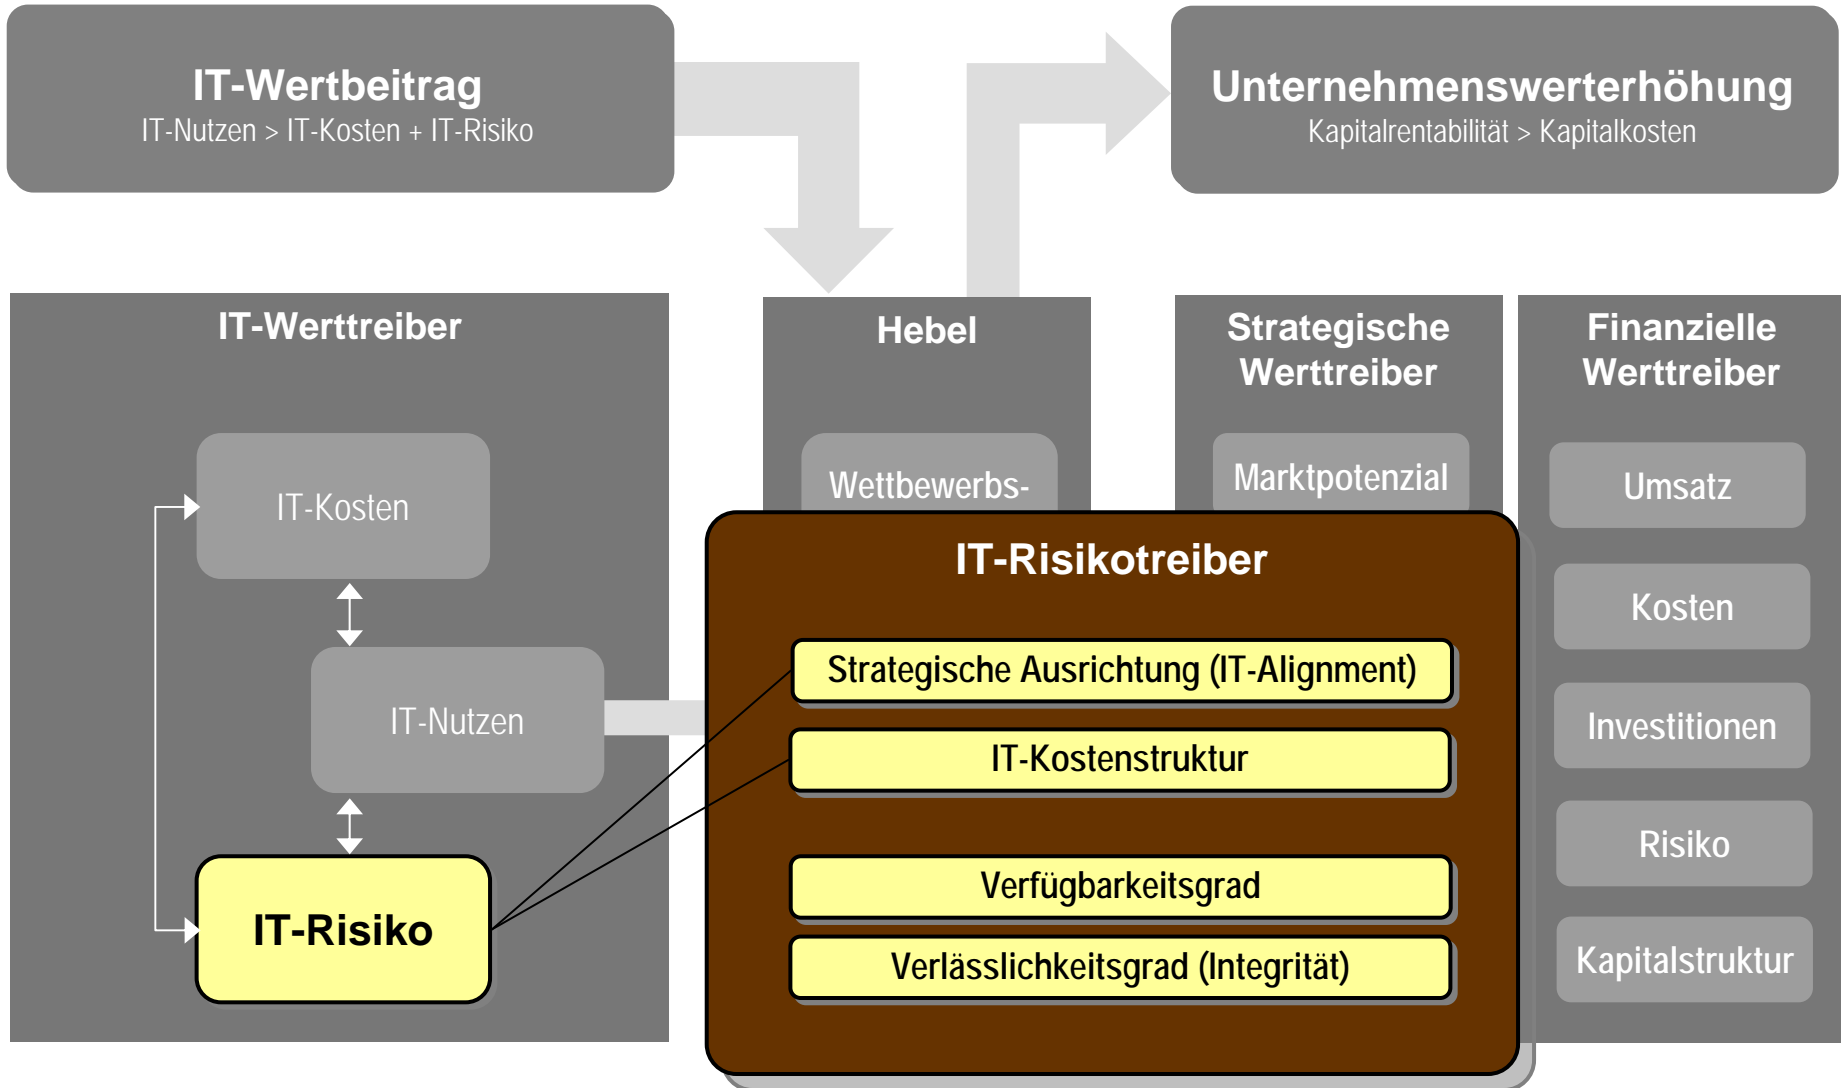 IT-Wertbeitrag
IT-Nutzen > IT-Kosten + IT-Risiko
Unternehmenswerterhöhung
Kapitalrentabilität > Kapitalkosten
IT-Werttreiber
IT-Kosten
IT-Nutzen
IT-Risiko
Hebel
Wettbewerbs-
Strategische
Werttreiber
Marktpotenzial
Finanzielle
Werttreiber
Umsatz
Kosten
Investitionen
Risiko
Kapitalstruktur
IT-Risikotreiber
Strategische Ausrichtung (IT-Alignment)
IT-Kostenstruktur
Verfügbarkeitsgrad
Verlässlichkeitsgrad (Integrität)